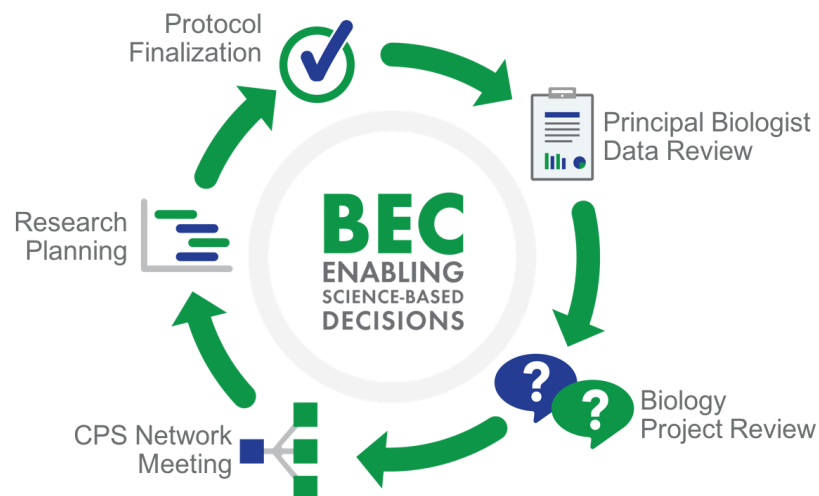 Protocol
Finalization
Principal Biologist
Data Review
Research
Planning
BEC
ENABLING
SCIENCE-BASED
DECISIONS
?
?
Biology
Project Review
CPS Network
Meeting